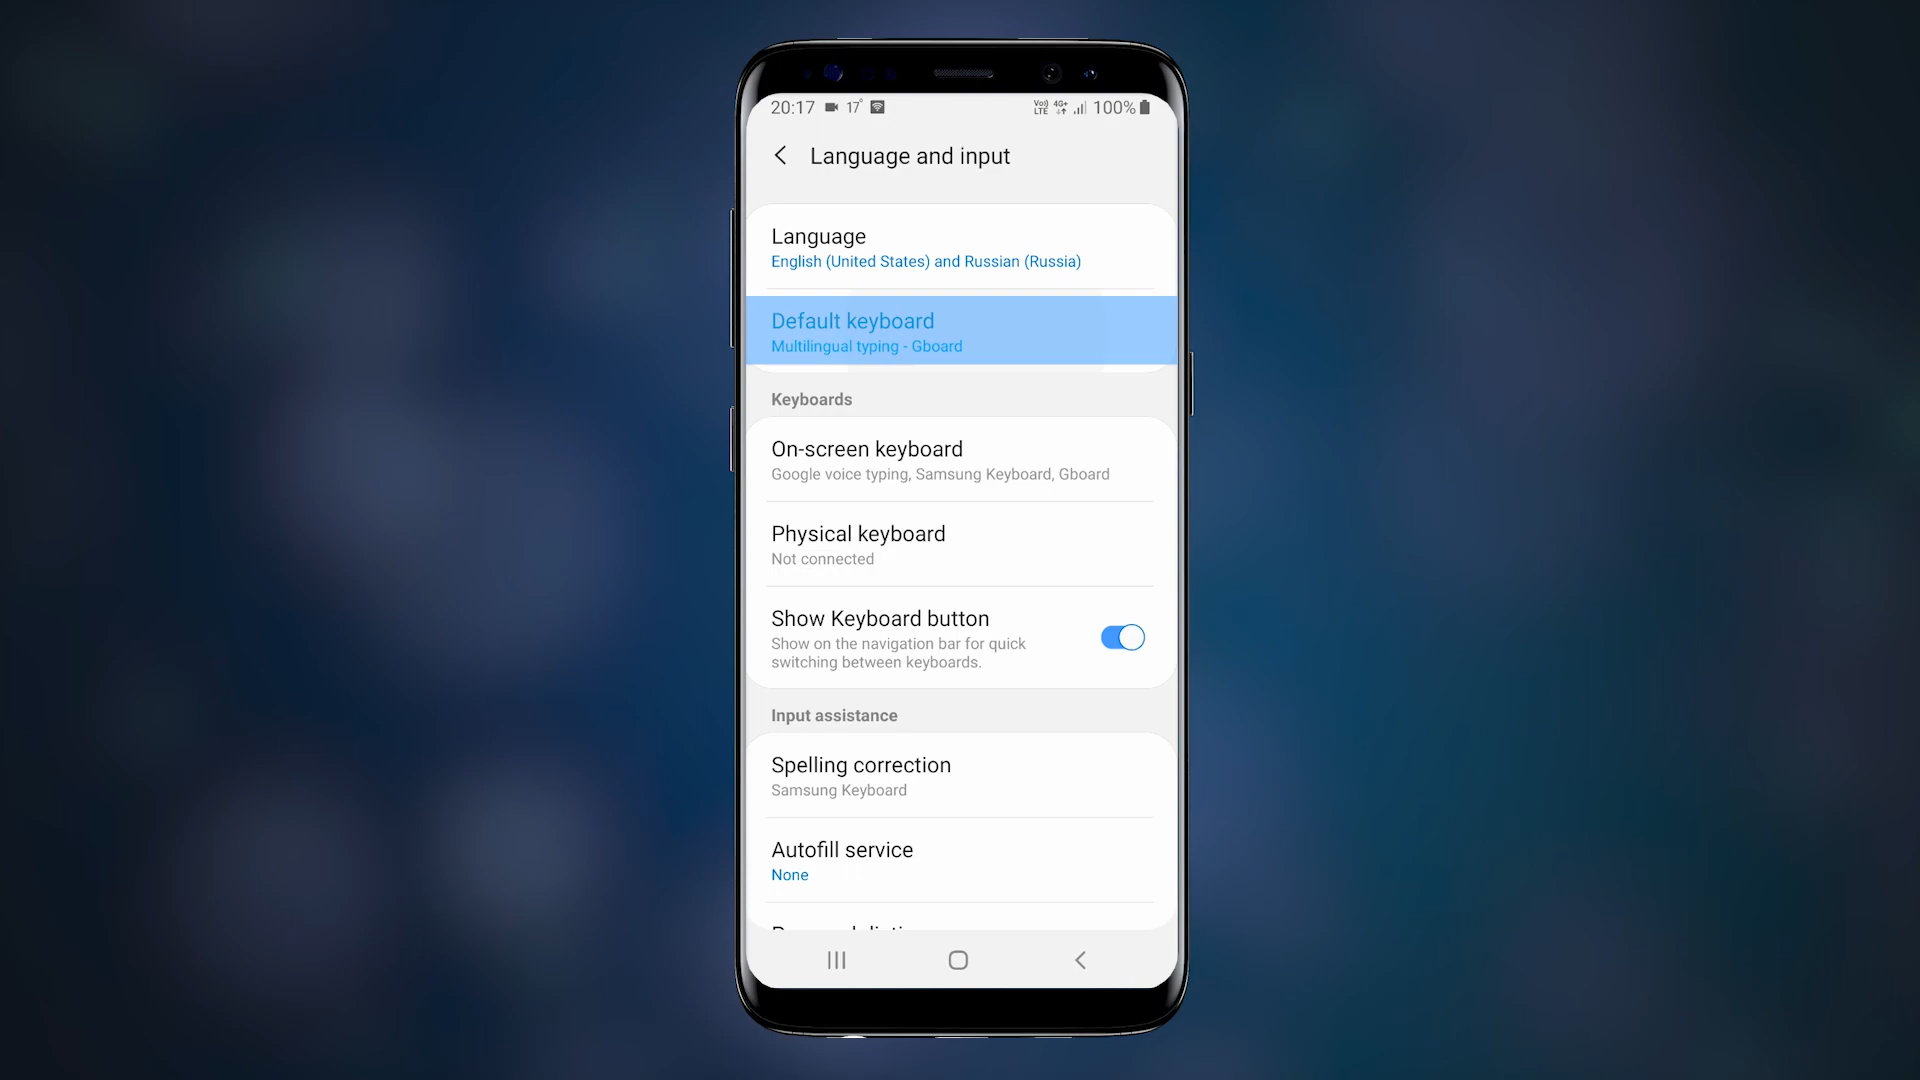 20:17 17° VoLTE 4G+ 100%
Language and input
Language
English (United States) and Russian (Russia)
Default keyboard
Multilingual typing - Gboard
Keyboards
On-screen keyboard
Google voice typing, Samsung Keyboard, Gboard
Physical keyboard
Not connected
Show Keyboard button
Show on the navigation bar for quick
switching between keyboards.
Input assistance
Spelling correction
Samsung Keyboard
Autofill service
None